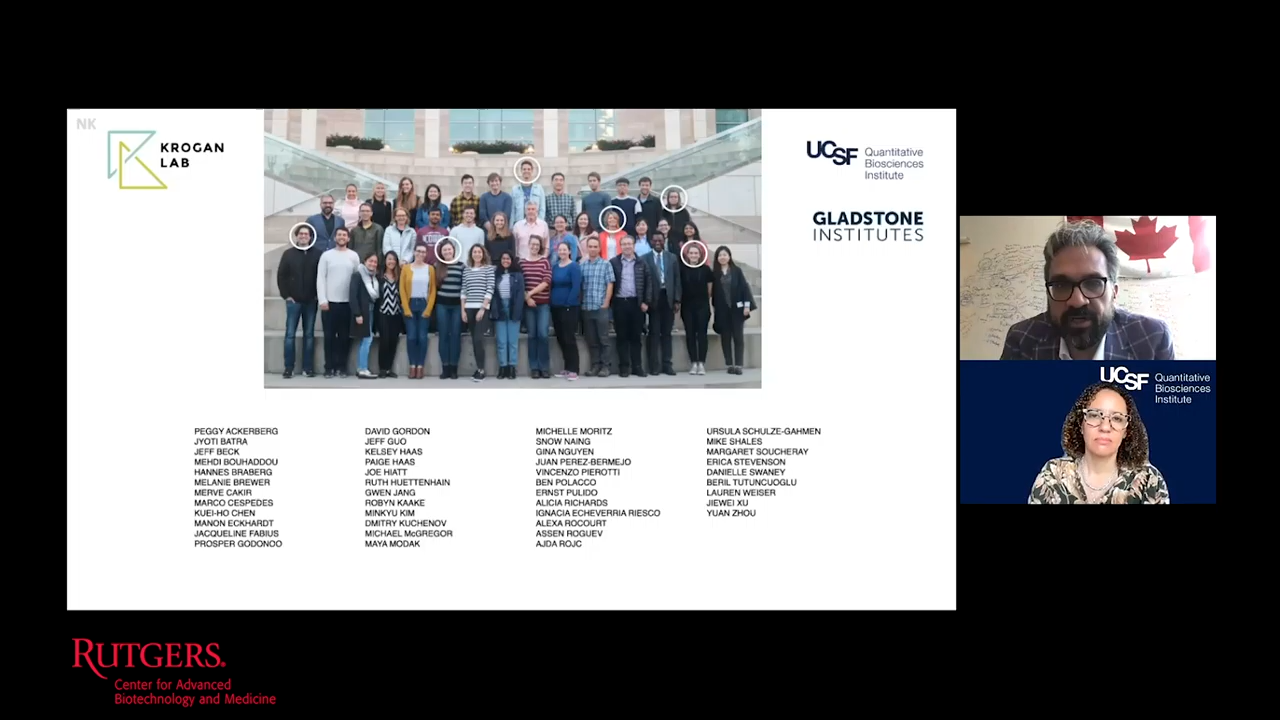 NK
KROGAN
LAB
UCSF Quantitative
Biosciences
Institute
GLADSTONE
INSTITUTES
UCSF Quantitative
Biosciences
Institute
PEGGY ACKERBERG
JYOTI BATRA
JEFF BECK
MEHDI BOUHADDOU
HANNES BRABERG
MELANIE BREWER
MERVE CAKIR
MARCO CESPEDES
KUEI-HO CHEN
MANON ECKHARDT
JACQUELINE FABIUS
PROSPER GODONOO
DAVID GORDON
JEFF GUO
KELSEY HAAS
PAIGE HAAS
JOE HIATT
RUTH HUETTENHAIN
GWEN JANG
ROBYN KAAKE
MINKYU KIM
DMITRY KUCHENOV
MICHAEL McGREGOR
MAYA MODAK
MICHELLE MORITZ
SNOW NAING
GINA NGUYEN
JUAN PEREZ-BERMEJO
VINCENZO PIEROTTI
BEN POLACCO
ERNST PULIDO
ALICIA RICHARDS
IGNACIA ECHEVERRIA RIESCO
ALEXA ROCOURT
ASSEN ROGUEV
AJDA ROJC
URSULA SCHULZE-GAHMEN
MIKE SHALES
MARGARET SOUCHERAY
ERICA STEVENSON
DANIELLE SWANEY
BERIL TUTUNCUOGLU
LAUREN WEISER
JIEWEI XU
YUAN ZHOU
RUTGERS
Center for Advanced
Biotechnology and Medicine